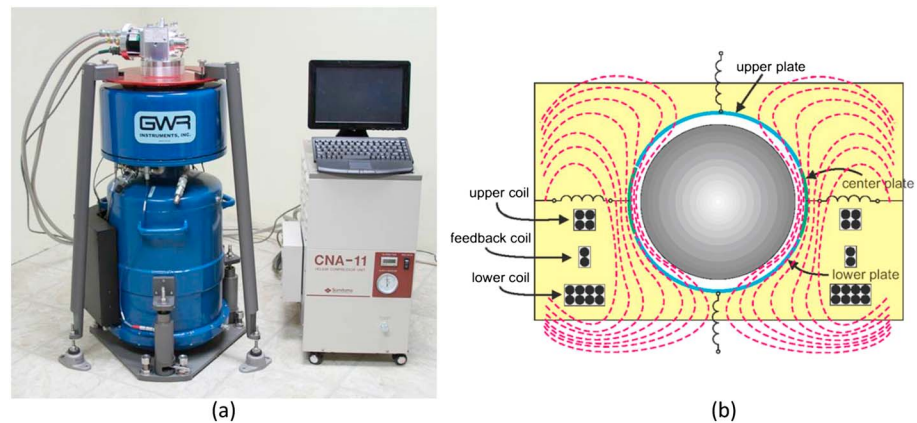 GWR
INSTRUMENTS, INC.
CNA-11
upper plate
center plate
upper coil
feedback coil
lower plate
lower coil
(a)
(b)